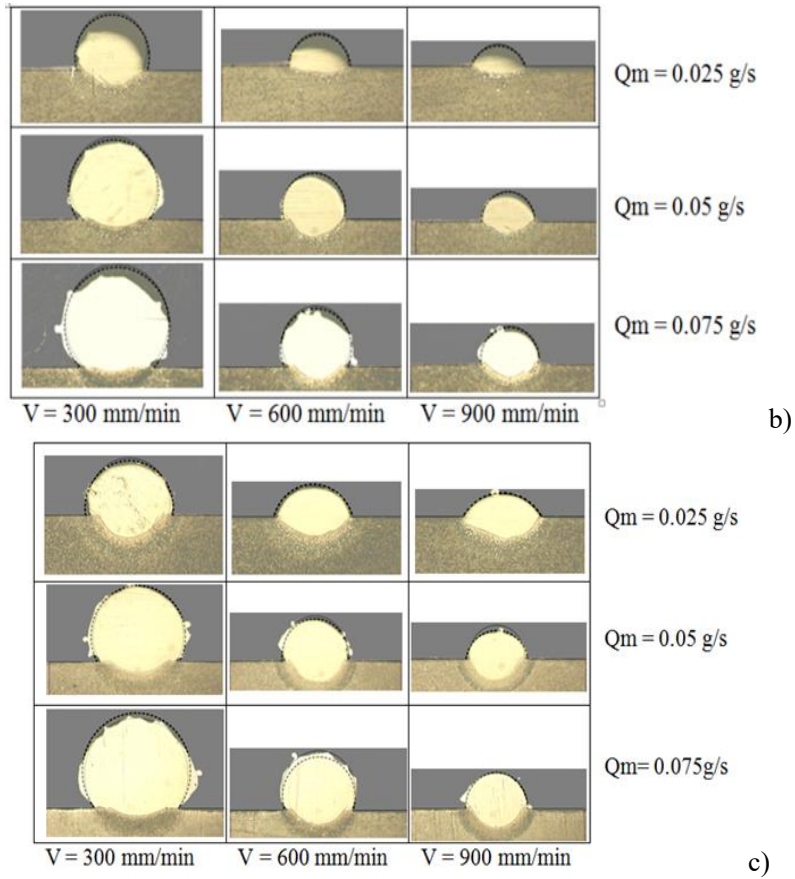 Qm = 0.025 g/s
Qm = 0.05 g/s
Qm = 0.075 g/s
V = 300 mm/min V = 600 mm/min V = 900 mm/min
b)
Qm = 0.025 g/s
Qm = 0.05 g/s
Qm= 0.075g/s
V = 300 mm/min V = 600 mm/min V = 900 mm/min
c)